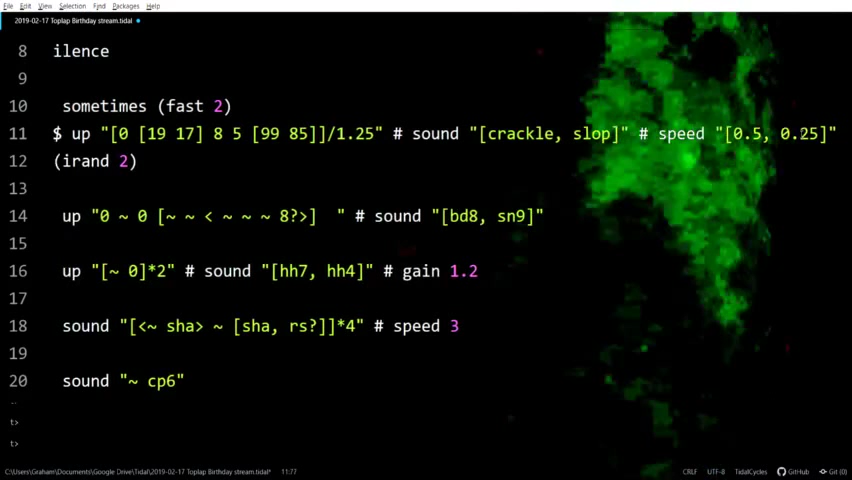 File Edit View Selection Find Packages Help
2019-02-17 Toplap Birthday stream.tidal
8 ilence
9
10 sometimes (fast 2)
11 $ up "[0 [19 17] 8 5 [99 85]]/1.25" # sound "[crackle, slop]" # speed "[0.5, 0.25]"
12 (irand 2)
13
14 up "0 ~ 0 [~ ~ < ~ ~ ~ 8?>]  " # sound "[bd8, sn9]"
15
16 up "[~ 0]*2" # sound "[hh7, hh4]" # gain 1.2
17
18 sound "[<~ sha> ~ [sha, rs?]]*4" # speed 3
19
20 sound "~ cp6"
t>
t>
C:\Users\Graham\Documents\Google Drive\Tidal\2019-02-17 Toplap Birthday stream.tidal* 11:77 CRLF UTF-8 TidalCycles GitHub Git (0)